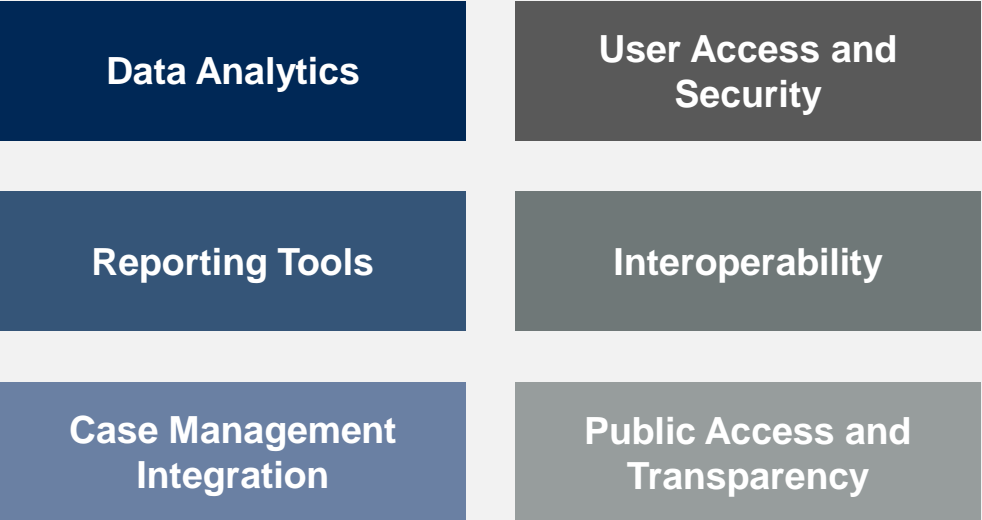 Data Analytics
User Access and
Security
Reporting Tools
Interoperability
Case Management
Integration
Public Access and
Transparency